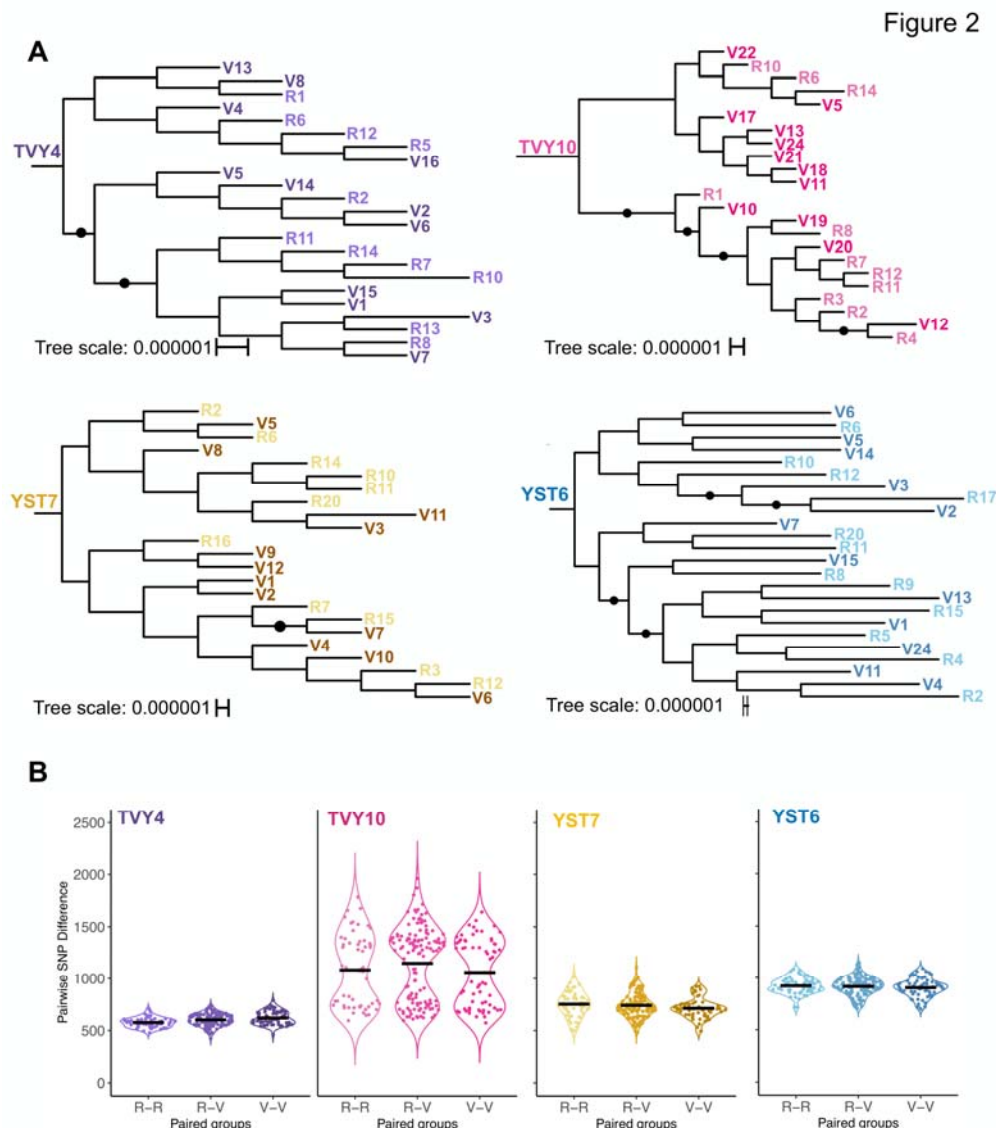 Figure 2
A
V13
V8
R1
V4
R6
R12
R5
V16
TVY4
V5
V14
R2
V2
V6
R11
R14
R7
R10
V15
V1
V3
R13
R8
V7
Tree scale: 0.000001
V22
R10
R6
R14
V5
V17
V13
V24
V21
V18
V11
TVY10
R1
V10
V19
R8
V20
R7
R12
R11
R3
R2
V12
R4
Tree scale: 0.000001
R2
V5
R6
V8
R14
R10
R11
R20
V11
V3
YST7
R16
V9
V12
V1
V2
R7
R15
V7
V4
V10
R3
R12
V6
Tree scale: 0.000001
V6
R6
V5
V14
R10
R12
V3
R17
V2
YST6
V7
R20
R11
V15
R8
R9
V13
R15
V1
R5
V24
R4
V11
V4
R2
Tree scale: 0.000001
B
TVY4
TVY10
YST7
YST6
Pairwise SNP Difference
2500
2000
1500
1000
500
0
R−R R−V V−V
R−R R−V V−V
R−R R−V V−V
R−R R−V V−V
Paired groups
Paired groups
Paired groups
Paired groups